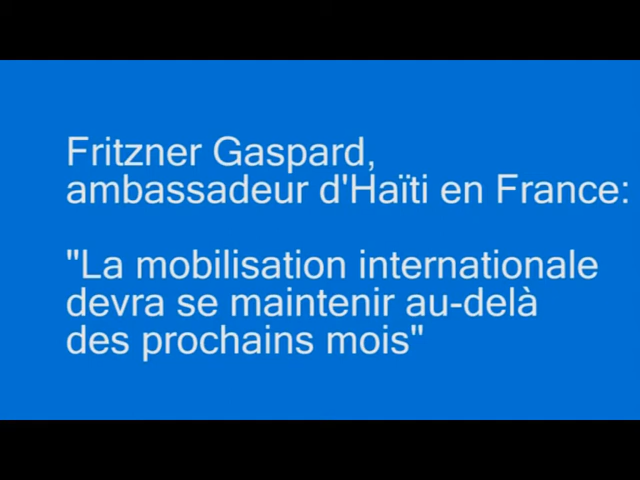 Fritzner Gaspard,
ambassadeur d'Haïti en France:
"La mobilisation internationale
devra se maintenir au-delà
des prochains mois"